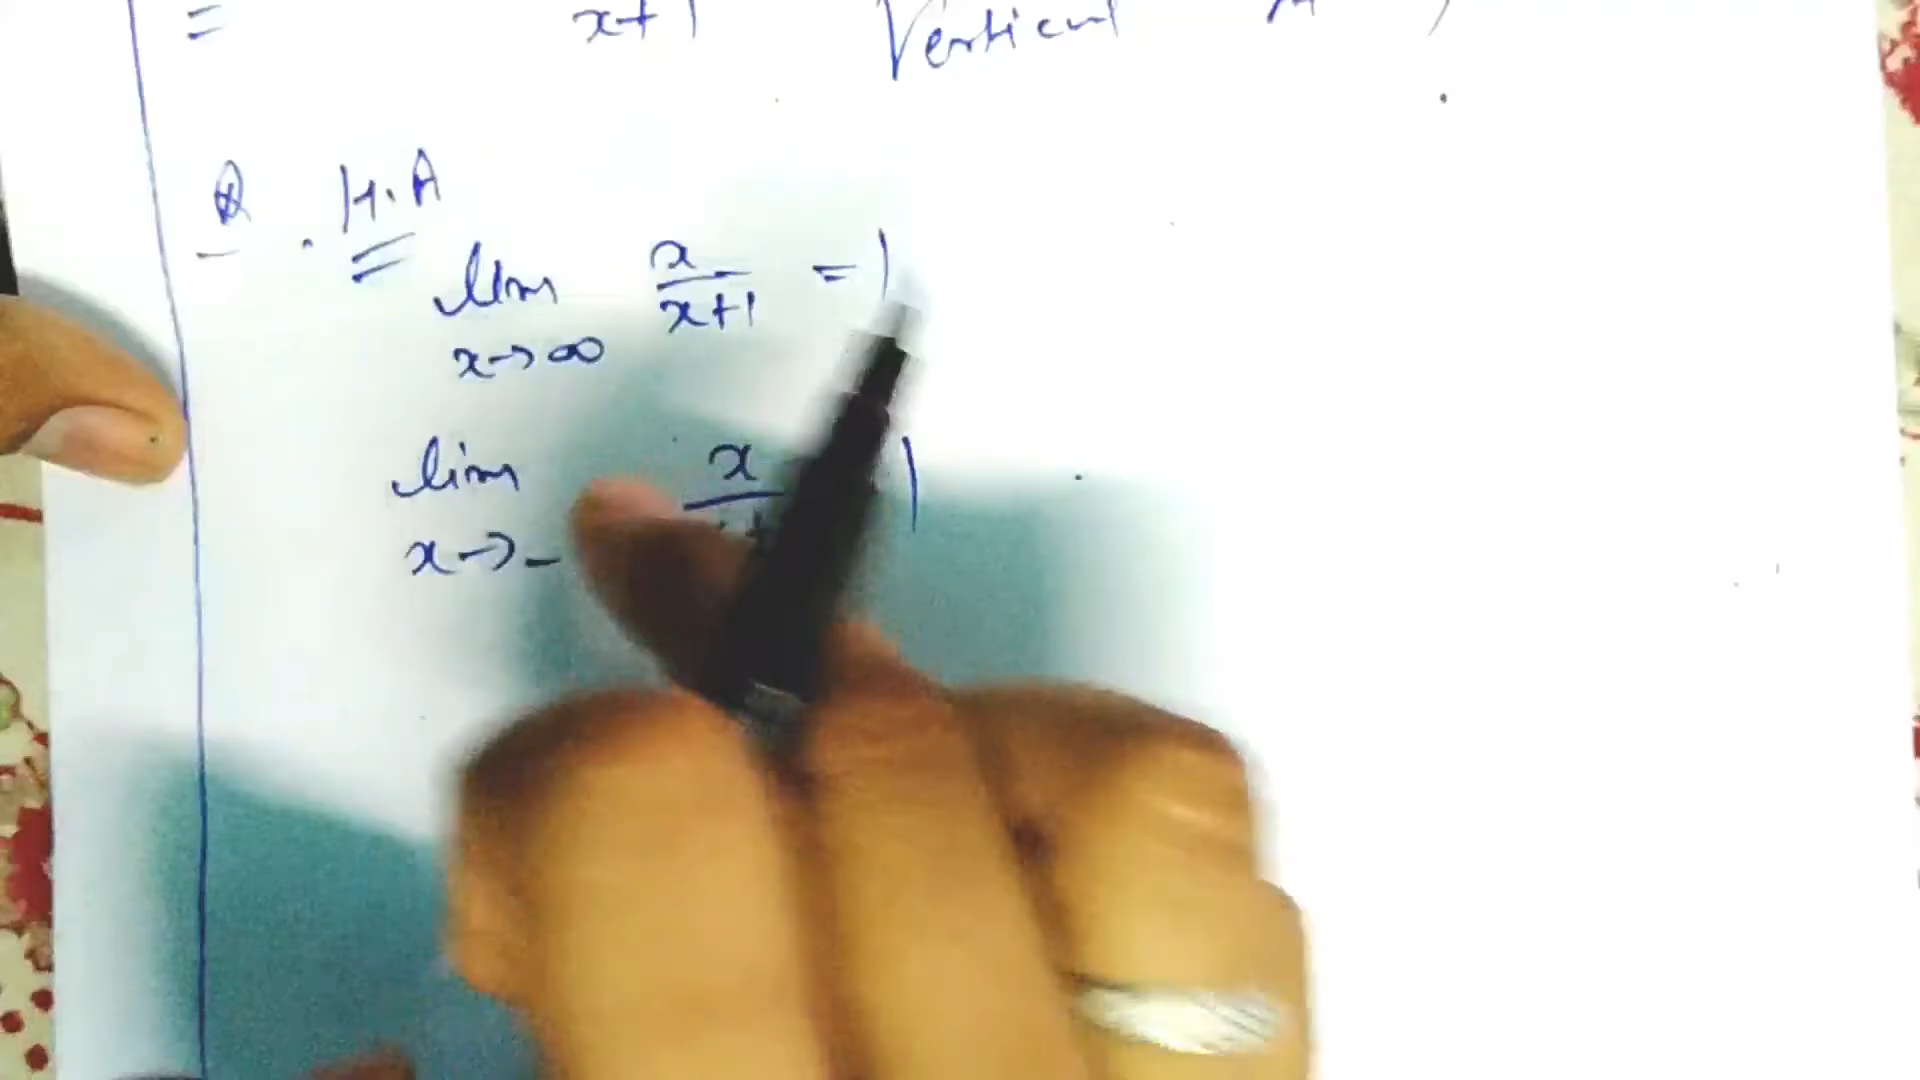 = x+1 Vertical
Q . H.A
lim x/x+1 = 1
x→∞
lim x 1
x→-